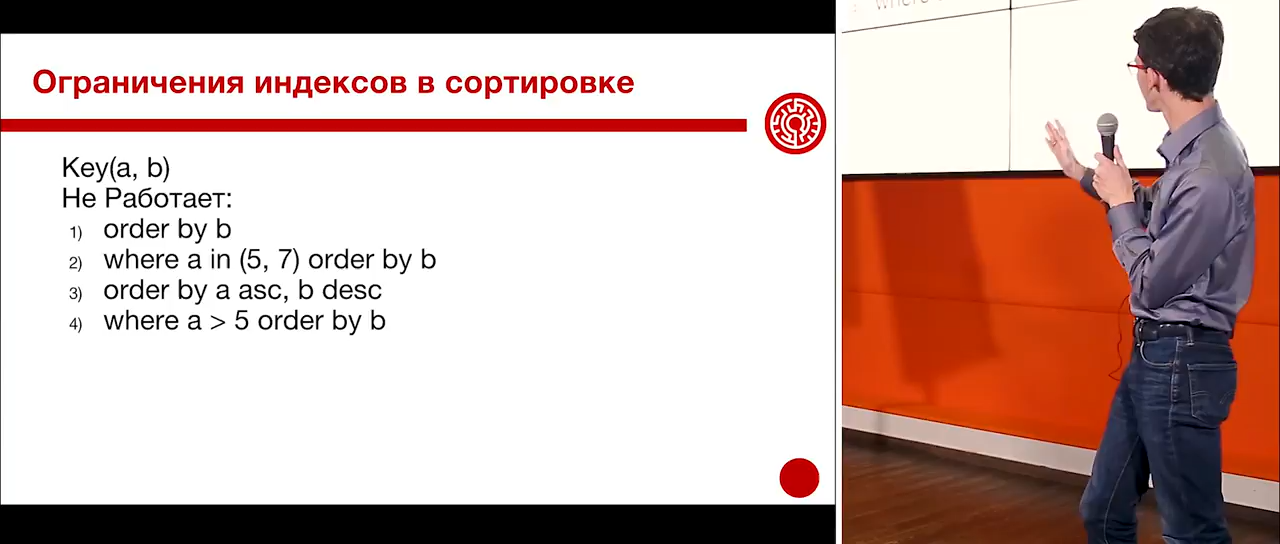 Ограничения индексов в сортировке
Key(a, b)
Не Работает:
1) order by b
2) where a in (5, 7) order by b
3) order by a asc, b desc
4) where a > 5 order by b
where